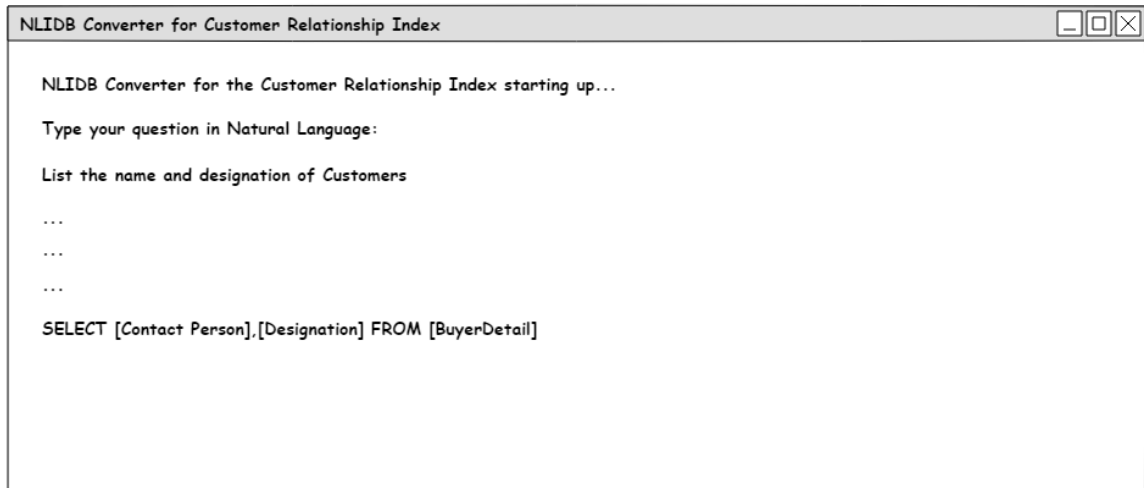 NLIDB Converter for Customer Relationship Index
NLIDB Converter for the Customer Relationship Index starting up...
Type your question in Natural Language:
List the name and designation of Customers
...
...
...
SELECT [Contact Person],[Designation] FROM [BuyerDetail]